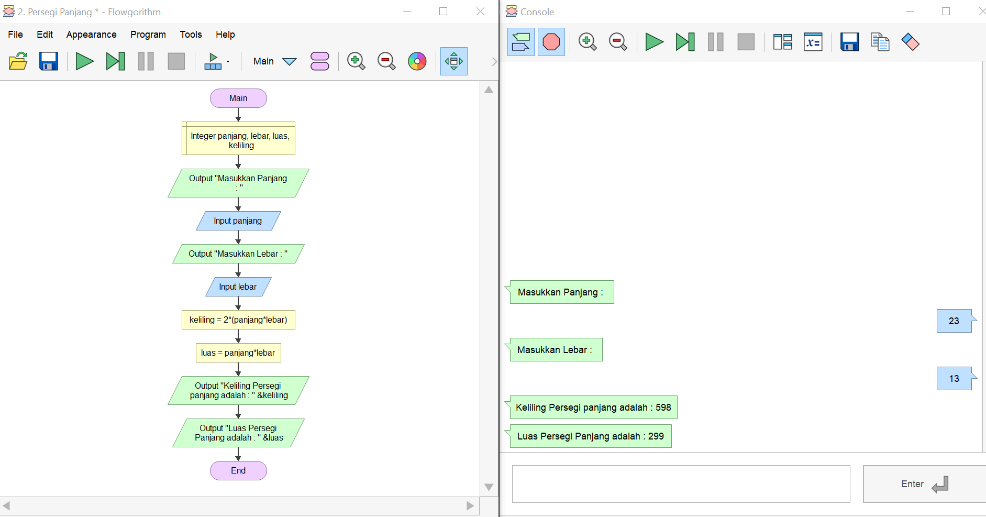 2. Persegi Panjang * - Flowgorithm
File Edit Appearance Program Tools Help
Main
Main
Integer panjang, lebar, luas,
keliling
Output "Masukkan Panjang
: "
Input panjang
Output "Masukkan Lebar : "
Input lebar
keliling = 2*(panjang*lebar)
luas = panjang*lebar
Output "Keliling Persegi
panjang adalah : " &keliling
Output "Luas Persegi
Panjang adalah : " &luas
End
Console
Masukkan Panjang :
23
Masukkan Lebar :
13
Keliling Persegi panjang adalah : 598
Luas Persegi Panjang adalah : 299
Enter